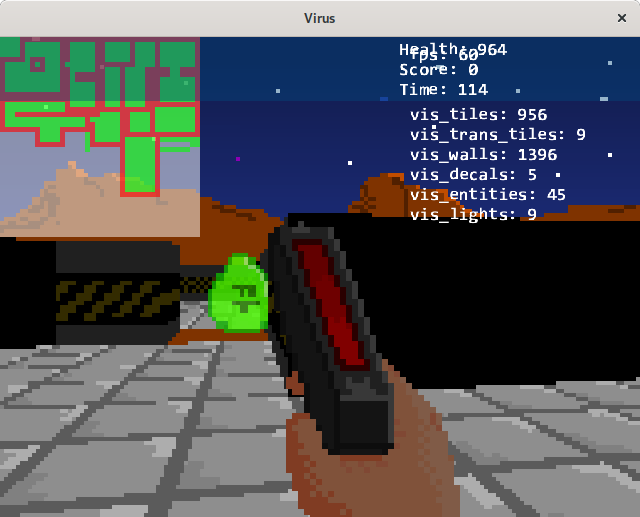 Virus
Health: 964
fps: 60
Score: 0
Time: 114
vis_tiles: 956
vis_trans_tiles: 9
vis_walls: 1396
vis_decals: 5
vis_entities: 45
vis_lights: 9